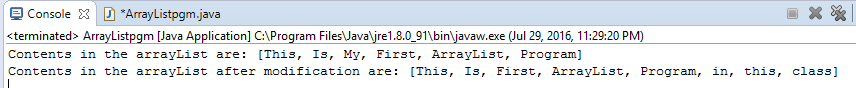 Console *ArrayListpgm.java
<terminated> ArrayListpgm [Java Application] C:\Program Files\Java\jre1.8.0_91\bin\javaw.exe (Jul 29, 2016, 11:29:20 PM)
Contents in the arrayList are: [This, Is, My, First, ArrayList, Program]
Contents in the arrayList after modification are: [This, Is, First, ArrayList, Program, in, this, class]